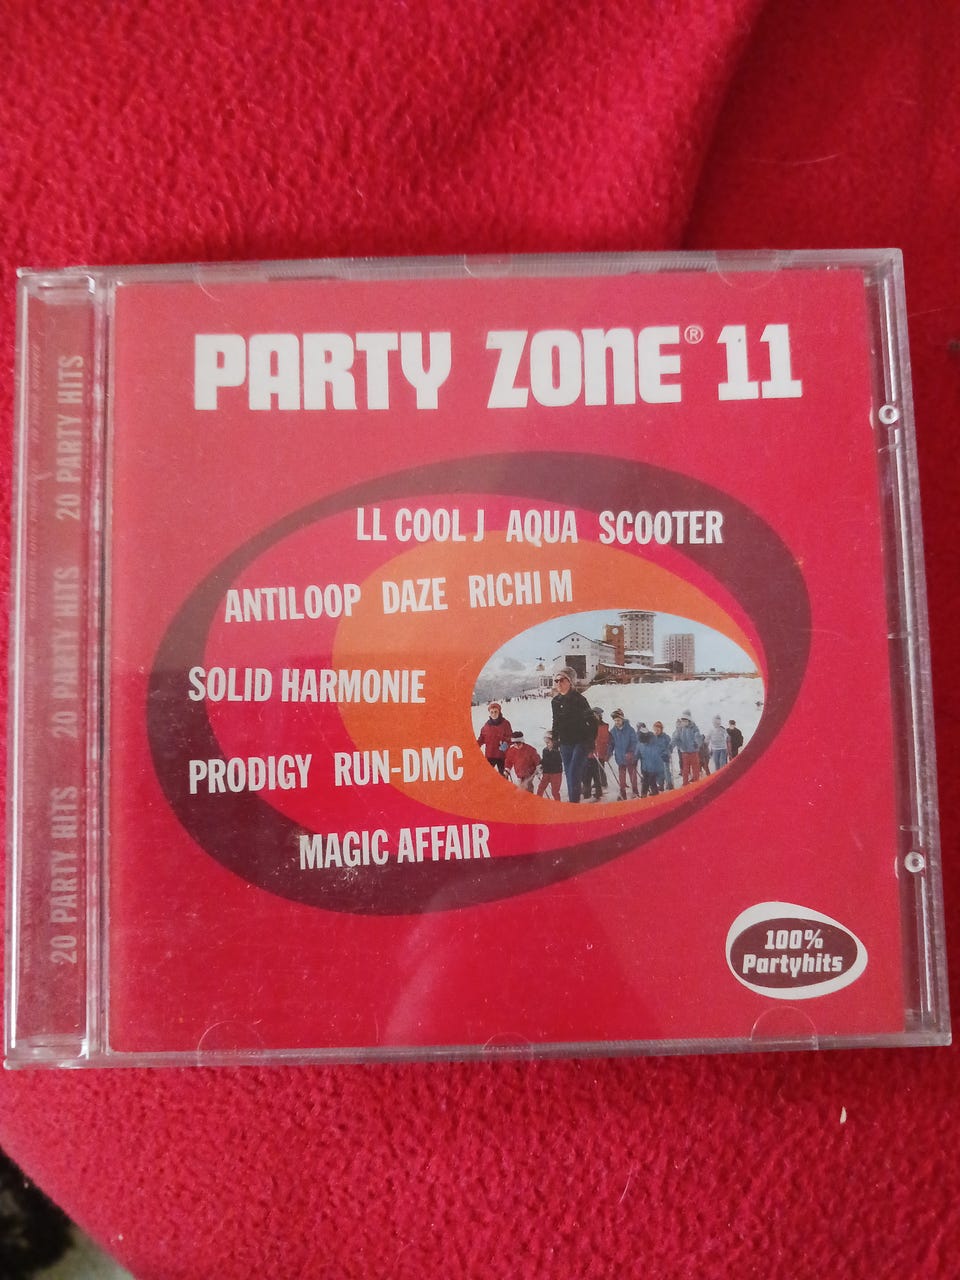 PARTY ZONE® 11
LL COOL J AQUA SCOOTER
ANTILOOP DAZE RICHI M
SOLID HARMONIE
PRODIGY RUN-DMC
MAGIC AFFAIR
100%
Partyhits
20 PARTY HITS 20 PARTY HITS 20 PARTY HITS